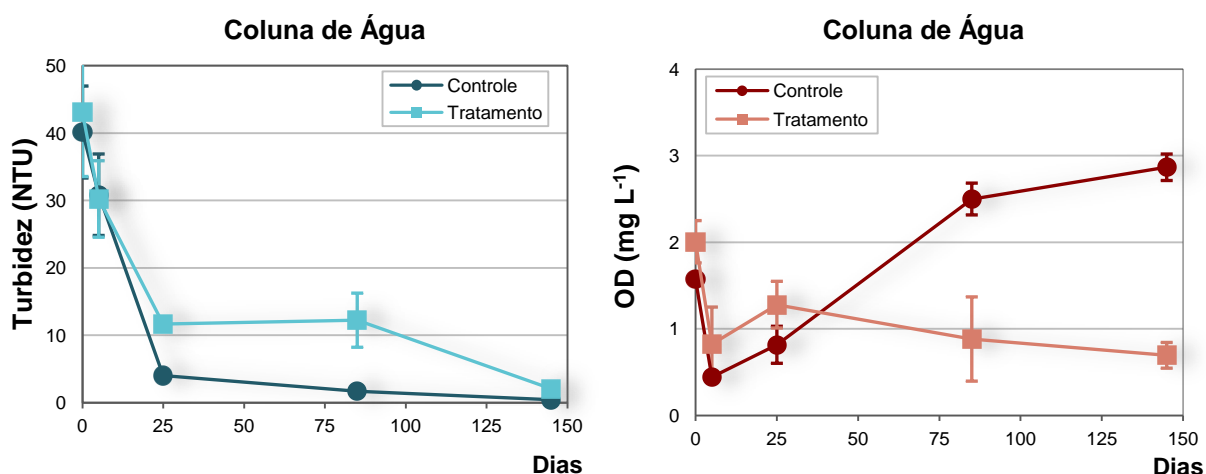 Coluna de Água
Turbidez (NTU)
50
40
30
20
10
0
Controle
Tratamento
0 25 50 75 100 125 150
Dias
Coluna de Água
OD (mg L⁻¹)
4
3
2
1
0
Controle
Tratamento
0 25 50 75 100 125 150
Dias